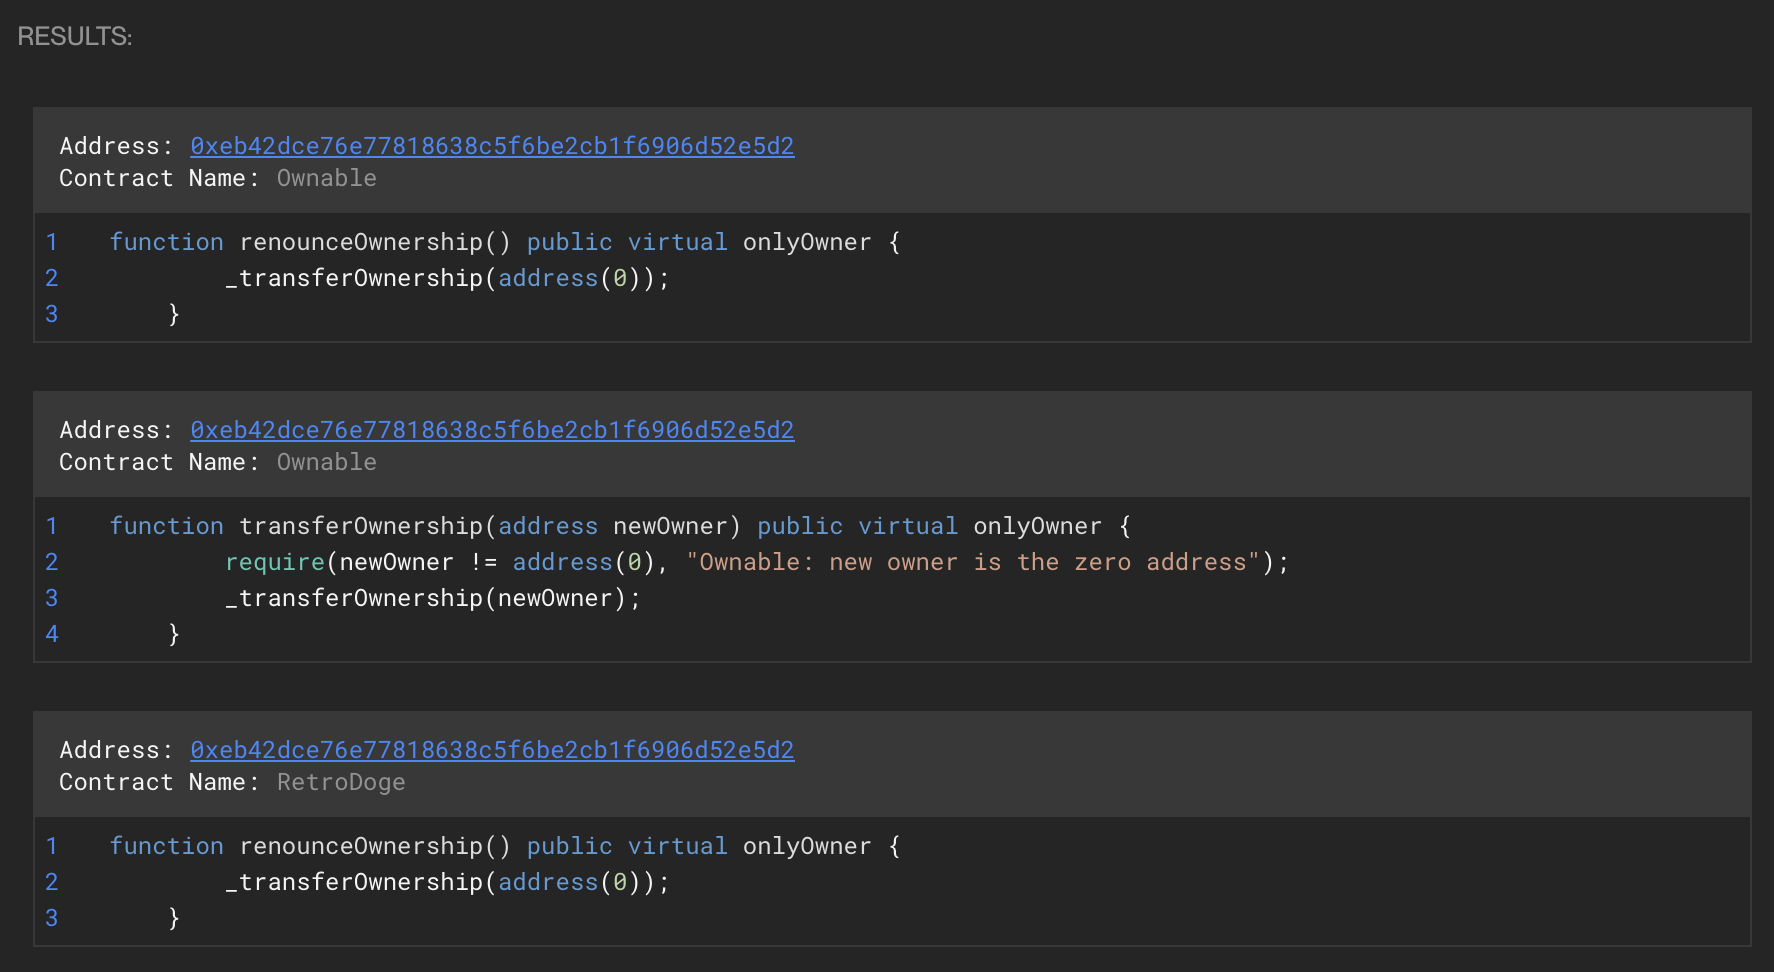 RESULTS:
Address: 0xeb42dce76e77818638c5f6be2cb1f6906d52e5d2
Contract Name: Ownable
1 function renounceOwnership() public virtual onlyOwner {
2 _transferOwnership(address(0));
3 }
Address: 0xeb42dce76e77818638c5f6be2cb1f6906d52e5d2
Contract Name: Ownable
1 function transferOwnership(address newOwner) public virtual onlyOwner {
2 require(newOwner != address(0), "Ownable: new owner is the zero address");
3 _transferOwnership(newOwner);
4 }
Address: 0xeb42dce76e77818638c5f6be2cb1f6906d52e5d2
Contract Name: RetroDoge
1 function renounceOwnership() public virtual onlyOwner {
2 _transferOwnership(address(0));
3 }